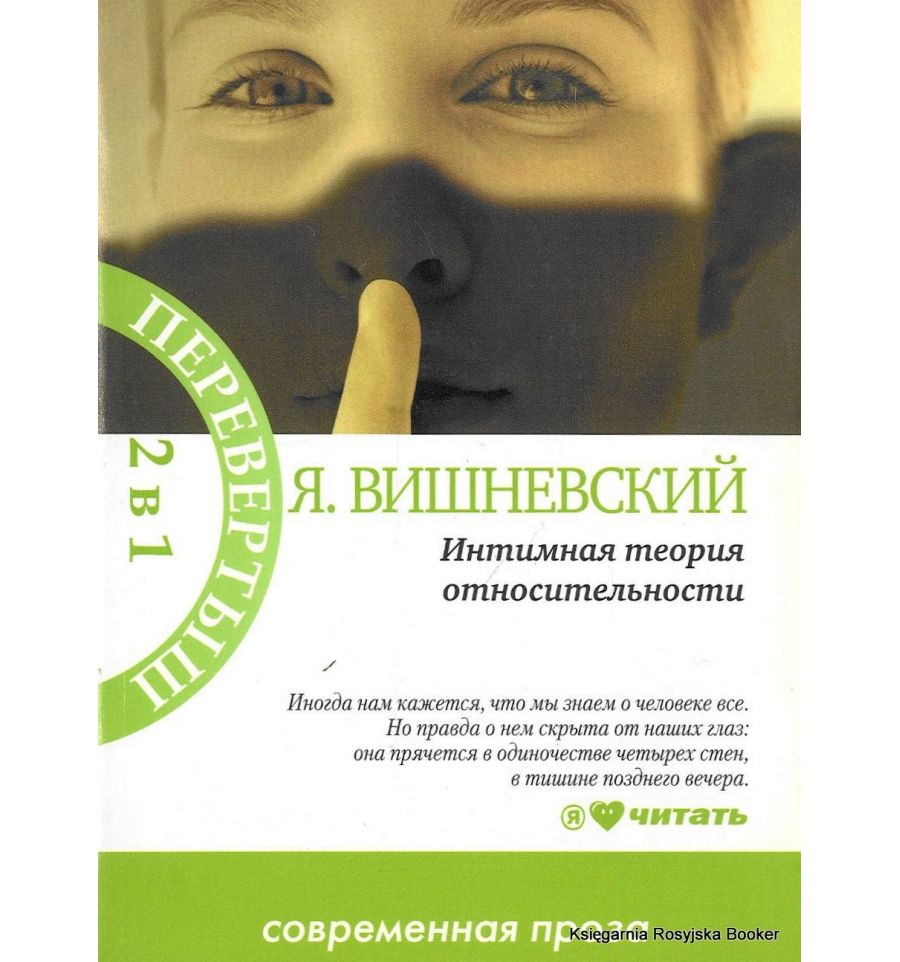 ПЕРЕВЕРТЫШ
2 в 1
Я. ВИШНЕВСКИЙ
Интимная теория
относительности
Иногда нам кажется, что мы знаем о человеке все.
Но правда о нем скрыта от наших глаз:
она прячется в одиночестве четырех стен,
в тишине позднего вечера.
я читать
современная проза
Księgarnia Rosyjska Booker